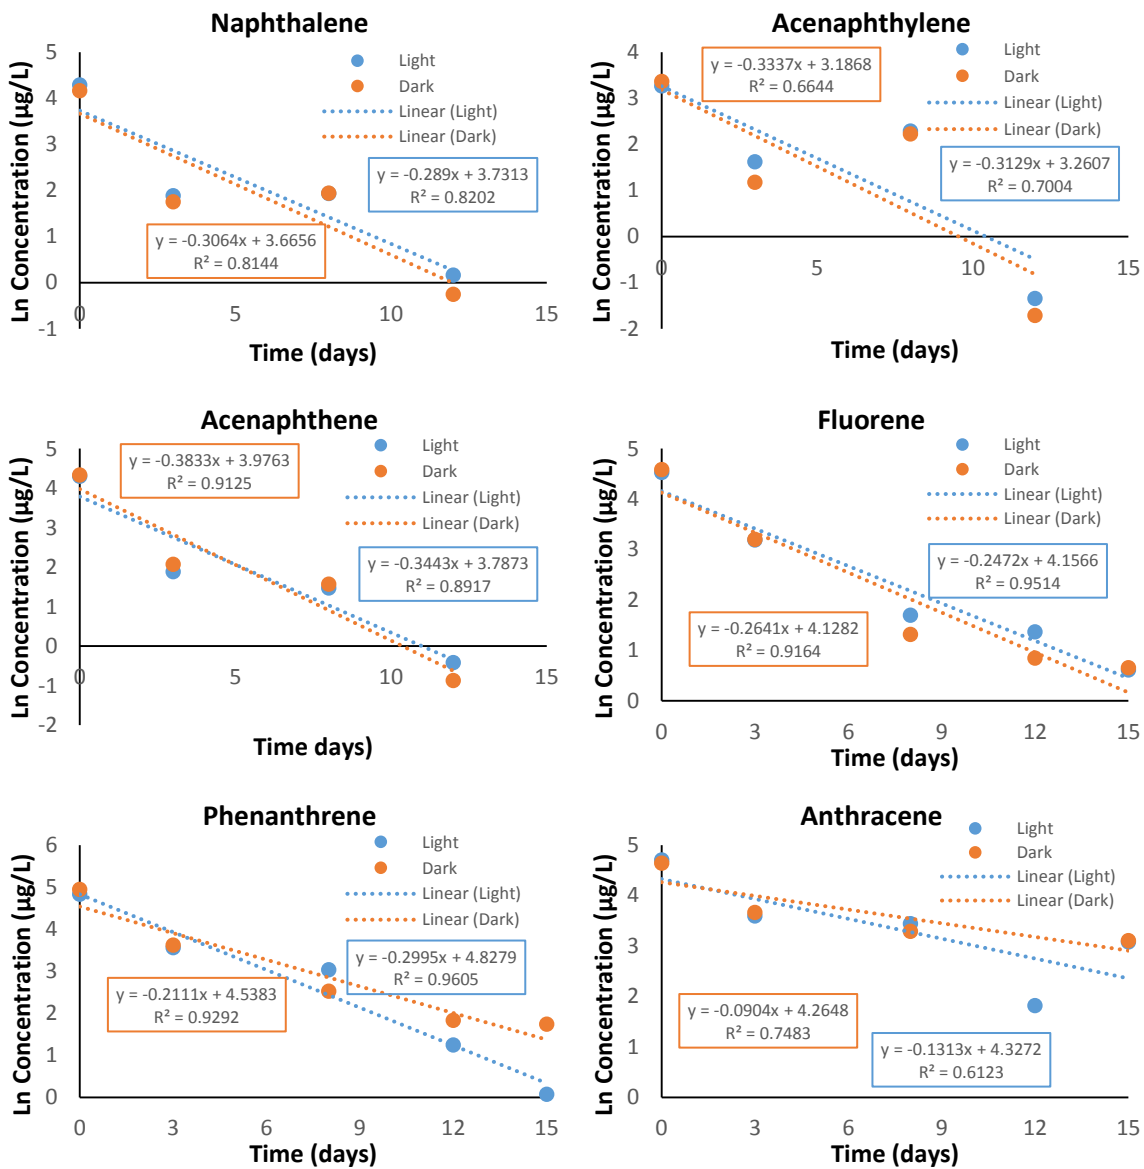 Naphthalene
Ln Concentration (µg/L)
5
4
3
2
1
0
-1
0
5
10
15
Time (days)
Light
Dark
Linear (Light)
Linear (Dark)
y = -0.289x + 3.7313
R² = 0.8202
y = -0.3064x + 3.6656
R² = 0.8144
Acenaphthylene
Ln Concentration (µg/L)
4
3
2
1
0
-1
-2
0
5
10
15
Time (days)
Light
Dark
Linear (Light)
Linear (Dark)
y = -0.3337x + 3.1868
R² = 0.6644
y = -0.3129x + 3.2607
R² = 0.7004
Acenaphthene
Ln Concentration (µg/L)
5
4
3
2
1
0
-1
-2
0
5
10
15
Time days)
Light
Dark
Linear (Light)
Linear (Dark)
y = -0.3833x + 3.9763
R² = 0.9125
y = -0.3443x + 3.7873
R² = 0.8917
Fluorene
Ln Concentration (µg/L)
5
4
3
2
1
0
0
3
6
9
12
15
Time (days)
Light
Dark
Linear (Light)
Linear (Dark)
y = -0.2472x + 4.1566
R² = 0.9514
y = -0.2641x + 4.1282
R² = 0.9164
Phenanthrene
Ln Concentration (µg/L)
6
5
4
3
2
1
0
0
3
6
9
12
15
Time (days)
Light
Dark
Linear (Light)
Linear (Dark)
y = -0.2995x + 4.8279
R² = 0.9605
y = -0.2111x + 4.5383
R² = 0.9292
Anthracene
Ln Concentration (µg/L)
5
4
3
2
1
0
0
3
6
9
12
15
Time (days)
Light
Dark
Linear (Light)
Linear (Dark)
y = -0.0904x + 4.2648
R² = 0.7483
y = -0.1313x + 4.3272
R² = 0.6123